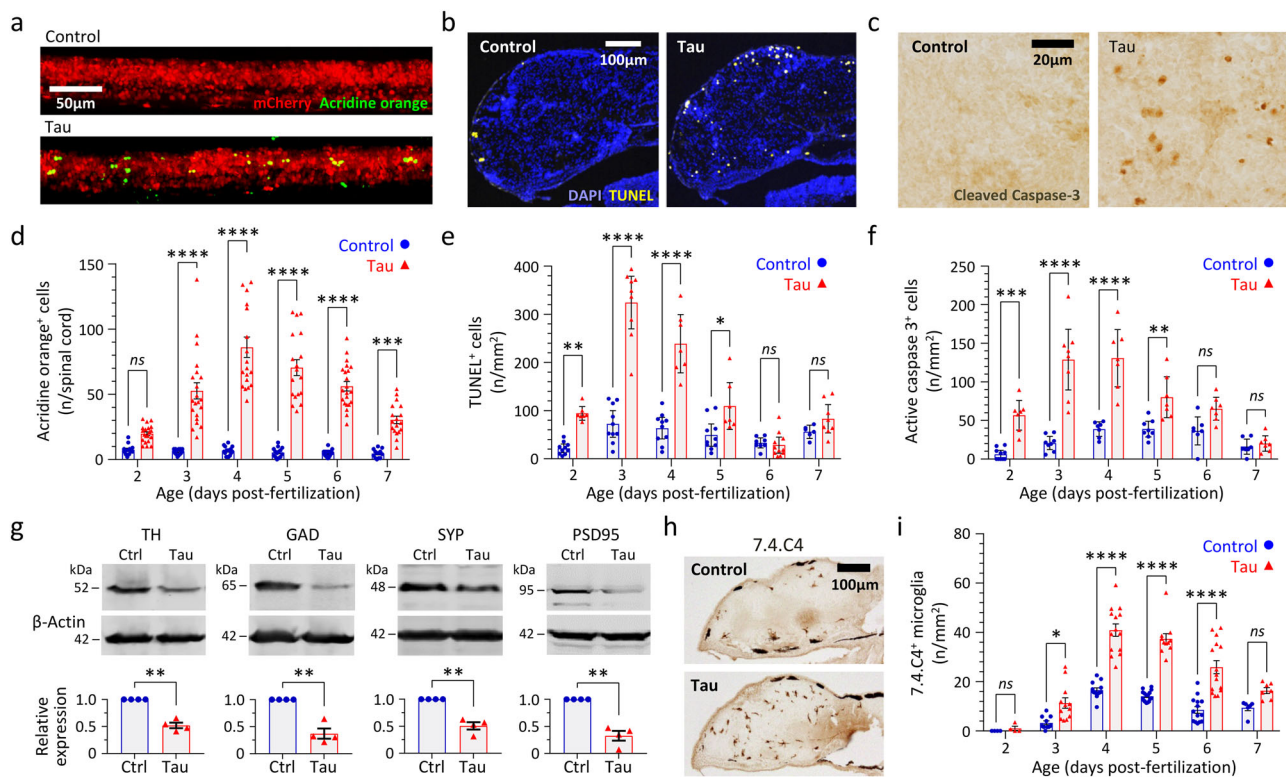 a
Control
50μm
mCherry Acridine orange
Tau
b
Control
100μm
DAPI TUNEL
Tau
c
Control
20μm
Cleaved Caspase-3
Tau
d
Control
Tau
Acridine orange⁺ cells
(n/spinal cord)
150
100
50
0
ns
****
****
****
****
***
2 3 4 5 6 7
Age (days post-fertilization)
e
Control
Tau
TUNEL⁺ cells
(n/mm²)
400
300
200
100
0
**
****
****
*
ns
ns
2 3 4 5 6 7
Age (days post-fertilization)
f
Control
Tau
Active caspase 3⁺ cells
(n/mm²)
250
200
150
100
50
0
***
****
****
**
ns
ns
2 3 4 5 6 7
Age (days post-fertilization)
g
TH
Ctrl Tau
kDa
52
β-Actin
42
**
Relative
expression
1.0
0.5
0
Ctrl Tau
GAD
Ctrl Tau
kDa
65
42
**
1.0
0.5
0
Ctrl Tau
SYP
Ctrl Tau
kDa
48
42
**
1.0
0.5
0
Ctrl Tau
PSD95
Ctrl Tau
kDa
95
42
**
1.0
0.5
0
Ctrl Tau
h
7.4.C4
Control
100μm
Tau
i
Control
Tau
7.4.C4⁺ microglia
(n/mm²)
80
60
40
20
0
ns
*
****
****
****
ns
2 3 4 5 6 7
Age (days post-fertilization)